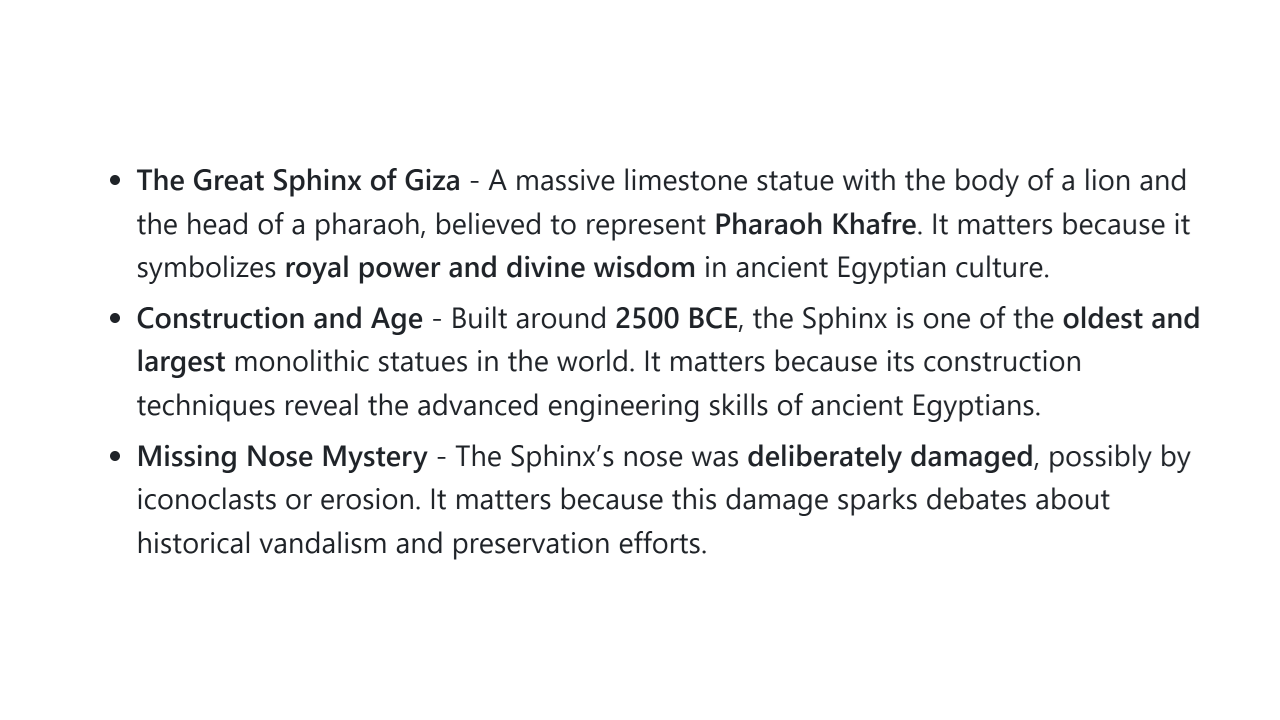 • The Great Sphinx of Giza - A massive limestone statue with the body of a lion and
the head of a pharaoh, believed to represent Pharaoh Khafre. It matters because it
symbolizes royal power and divine wisdom in ancient Egyptian culture.
• Construction and Age - Built around 2500 BCE, the Sphinx is one of the oldest and
largest monolithic statues in the world. It matters because its construction
techniques reveal the advanced engineering skills of ancient Egyptians.
• Missing Nose Mystery - The Sphinx’s nose was deliberately damaged, possibly by
iconoclasts or erosion. It matters because this damage sparks debates about
historical vandalism and preservation efforts.